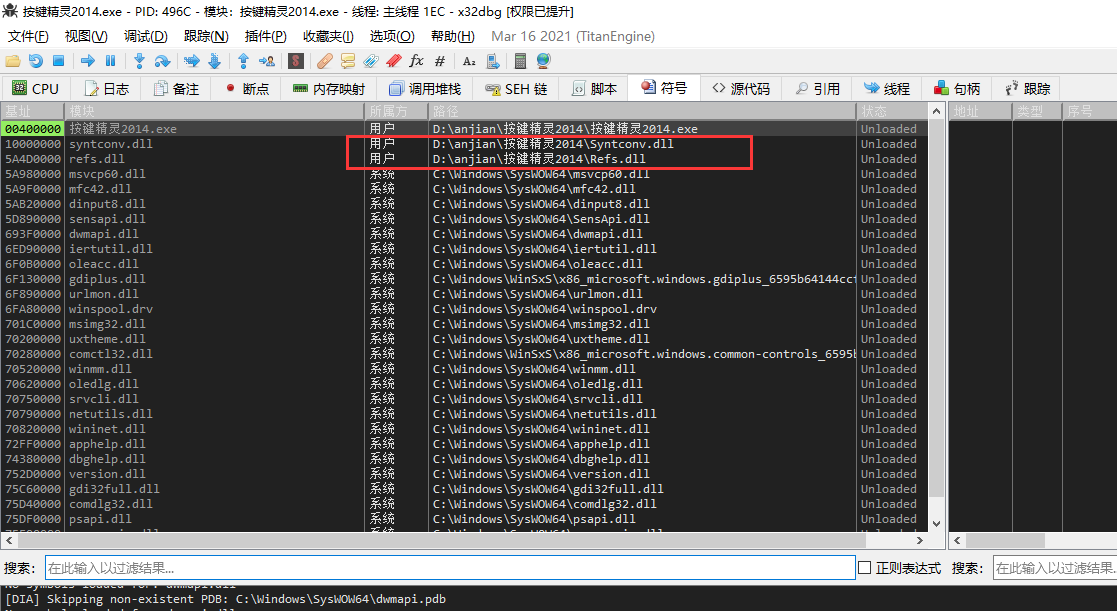 按键精灵2014.exe - PID: 496C - 模块: 按键精灵2014.exe - 线程: 主线程 1EC - x32dbg [权限已提升]
文件(F) 视图(V) 调试(D) 跟踪(N) 插件(P) 收藏夹(I) 选项(O) 帮助(H) Mar 16 2021 (TitanEngine)
CPU 日志 备注 断点 内存映射 调用堆栈 SEH 链 脚本 符号 源代码 引用 线程 句柄 跟踪
基址 模块 所属方 路径 状态 地址 类型 序号
00400000 按键精灵2014.exe 用户 D:\anjian\按键精灵2014\按键精灵2014.exe Unloaded
10000000 syntconv.dll 用户 D:\anjian\按键精灵2014\Syntconv.dll Unloaded
5A4D0000 refs.dll 用户 D:\anjian\按键精灵2014\Refs.dll Unloaded
5A980000 msvcp60.dll 系统 C:\Windows\SysWOW64\msvcp60.dll Unloaded
5A9F0000 mfc42.dll 系统 C:\Windows\SysWOW64\mfc42.dll Unloaded
5AB20000 dinput8.dll 系统 C:\Windows\SysWOW64\dinput8.dll Unloaded
5D890000 sensapi.dll 系统 C:\Windows\SysWOW64\SensApi.dll Unloaded
693F0000 dwmapi.dll 系统 C:\Windows\SysWOW64\dwmapi.dll Unloaded
6ED90000 iertutil.dll 系统 C:\Windows\SysWOW64\iertutil.dll Unloaded
6F0B0000 oleacc.dll 系统 C:\Windows\SysWOW64\oleacc.dll Unloaded
6F130000 gdiplus.dll 系统 C:\Windows\WinSxS\x86_microsoft.windows.gdiplus_6595b64144ccf Unloaded
6F890000 urlmon.dll 系统 C:\Windows\SysWOW64\urlmon.dll Unloaded
6FA80000 winspool.drv 系统 C:\Windows\SysWOW64\winspool.drv Unloaded
701C0000 msimg32.dll 系统 C:\Windows\SysWOW64\msimg32.dll Unloaded
70200000 uxtheme.dll 系统 C:\Windows\SysWOW64\uxtheme.dll Unloaded
70280000 comctl32.dll 系统 C:\Windows\WinSxS\x86_microsoft.windows.common-controls_6595b Unloaded
70520000 winmm.dll 系统 C:\Windows\SysWOW64\winmm.dll Unloaded
70620000 oledlg.dll 系统 C:\Windows\SysWOW64\oledlg.dll Unloaded
70750000 srvcli.dll 系统 C:\Windows\SysWOW64\srvcli.dll Unloaded
70790000 netutils.dll 系统 C:\Windows\SysWOW64\netutils.dll Unloaded
70820000 wininet.dll 系统 C:\Windows\SysWOW64\wininet.dll Unloaded
72FF0000 apphelp.dll 系统 C:\Windows\SysWOW64\apphelp.dll Unloaded
74380000 dbghelp.dll 系统 C:\Windows\SysWOW64\dbghelp.dll Unloaded
752D0000 version.dll 系统 C:\Windows\SysWOW64\version.dll Unloaded
75C60000 gdi32full.dll 系统 C:\Windows\SysWOW64\gdi32full.dll Unloaded
75D40000 comdlg32.dll 系统 C:\Windows\SysWOW64\comdlg32.dll Unloaded
75DF0000 psapi.dll 系统 C:\Windows\SysWOW64\psapi.dll Unloaded
搜索: 在此输入以过滤结果... 正则表达式 搜索: 在此输入以过滤结果...
[DIA] Skipping non-existent PDB: C:\Windows\SysWOW64\dwmapi.pdb